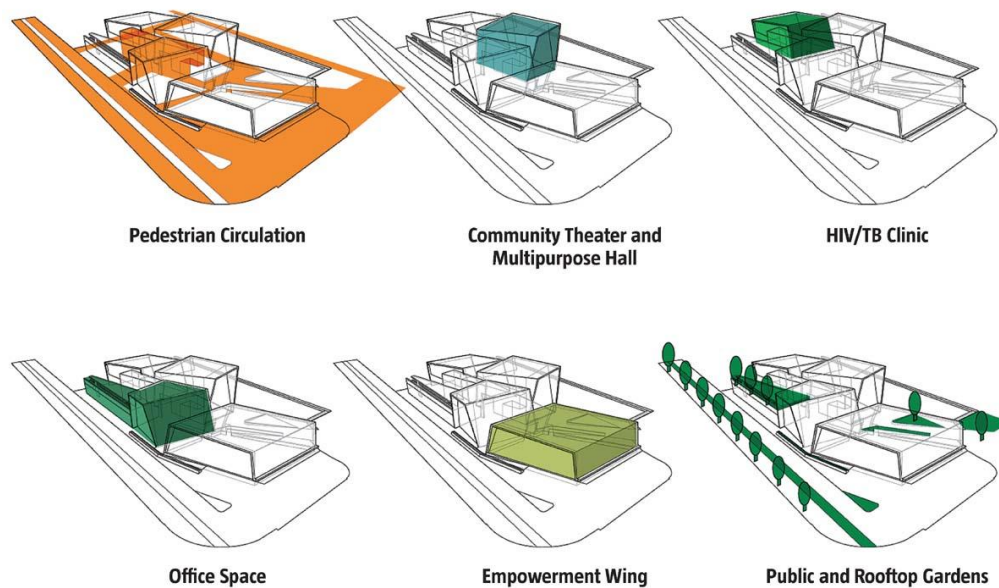 Pedestrian Circulation
Community Theater and
Multipurpose Hall
HIV/TB Clinic
Office Space
Empowerment Wing
Public and Rooftop Gardens